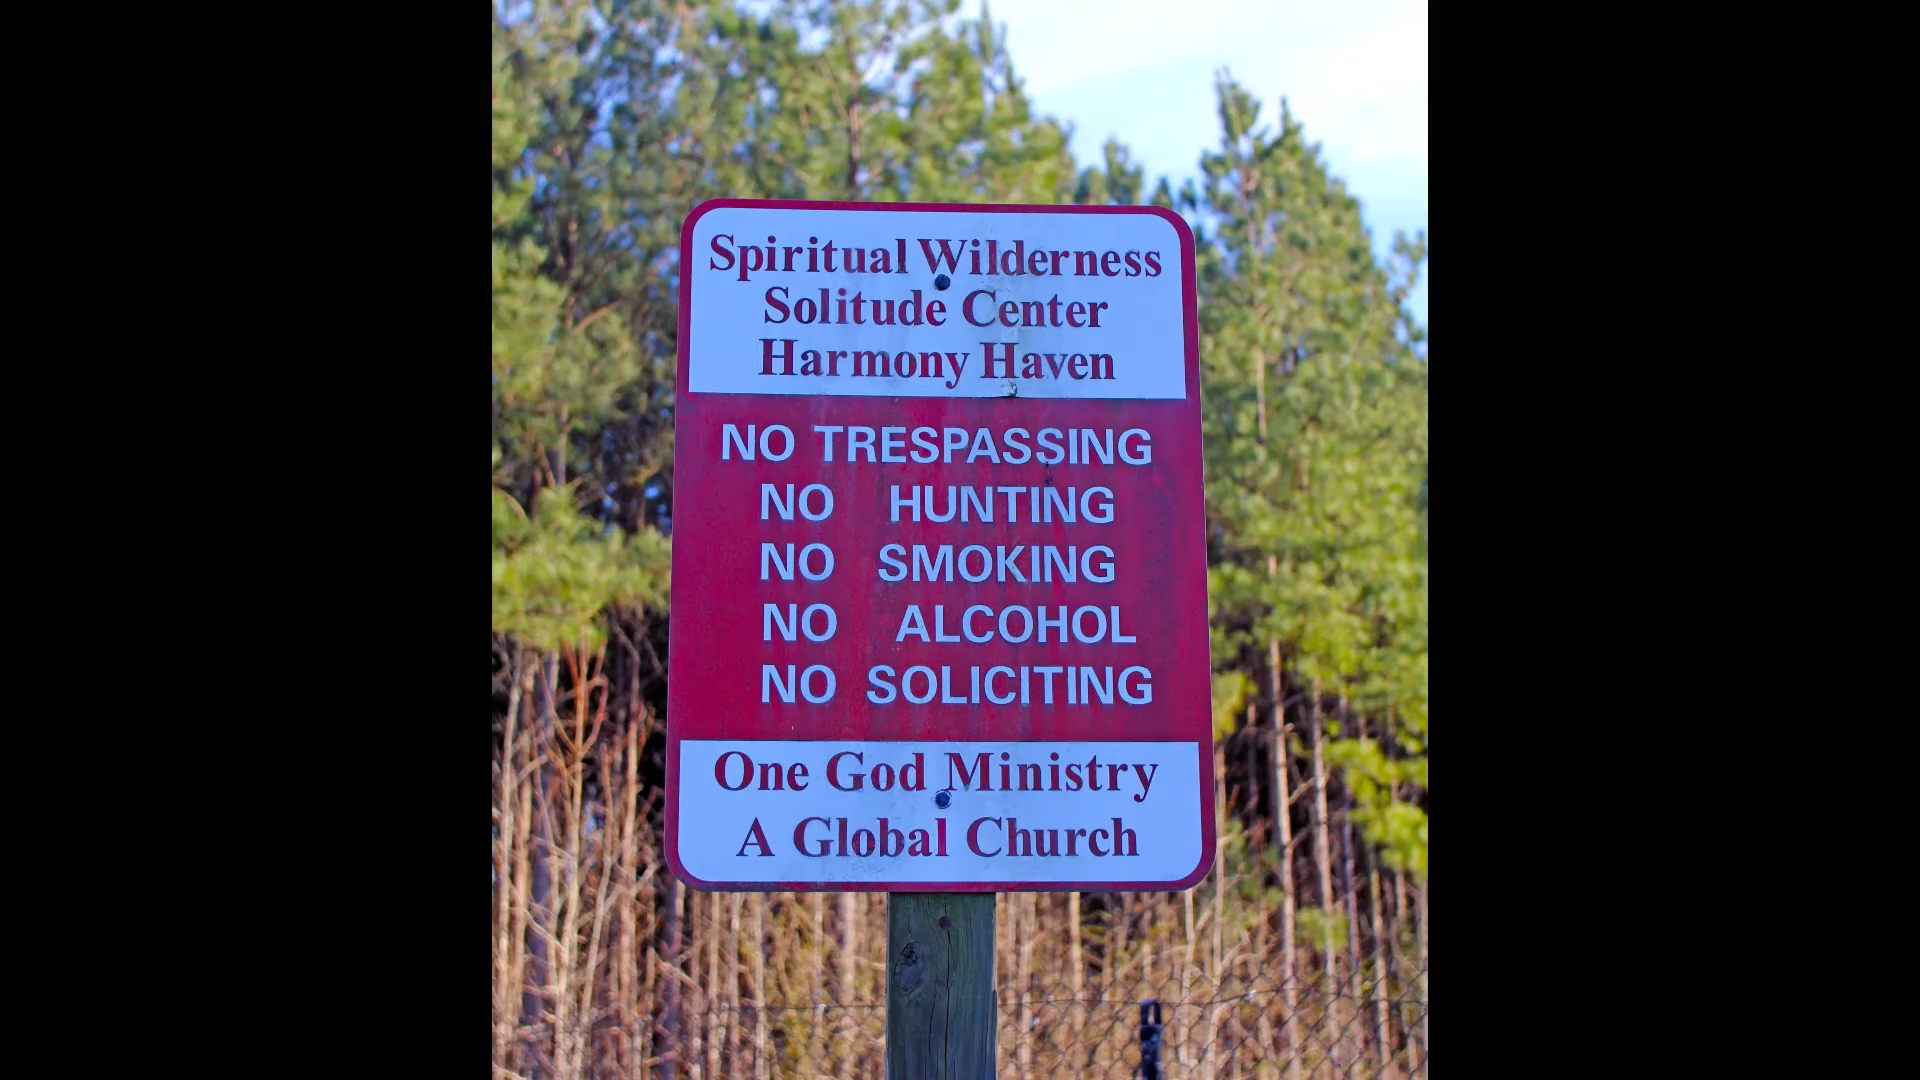 Spiritual Wilderness
Solitude Center
Harmony Haven
NO TRESPASSING
NO HUNTING
NO SMOKING
NO ALCOHOL
NO SOLICITING
One God Ministry
A Global Church